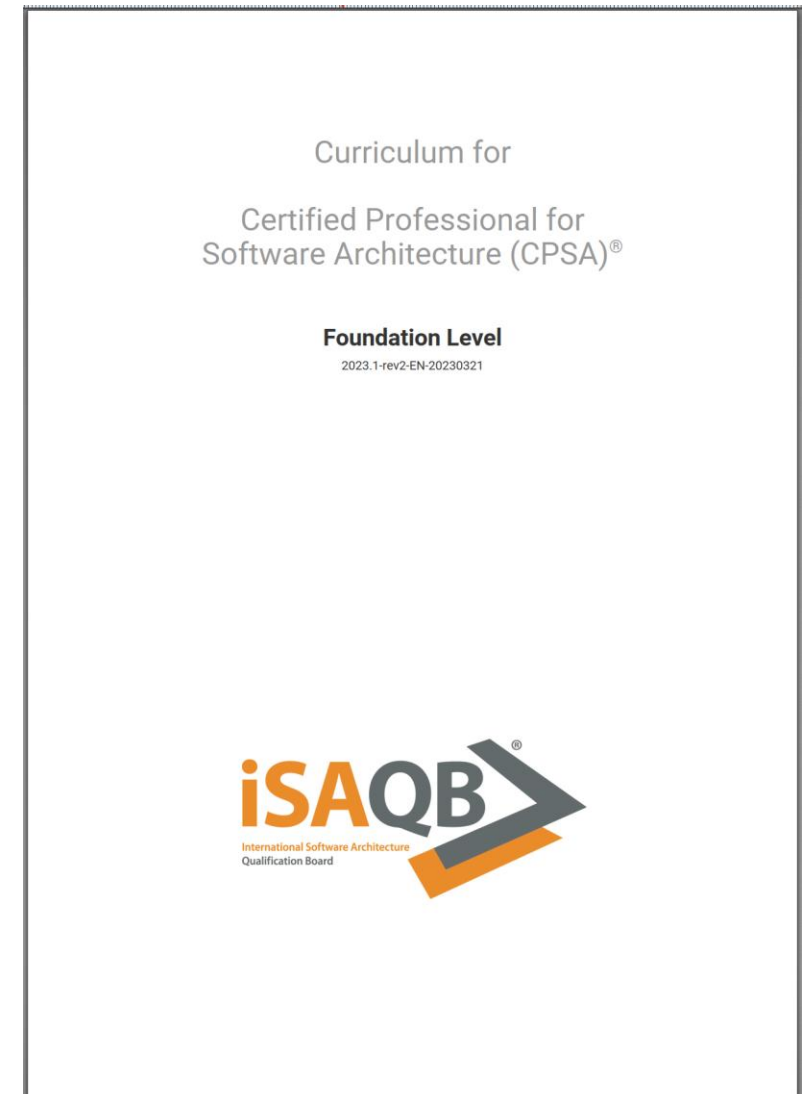 Curriculum for
Certified Professional for
Software Architecture (CPSA)®
Foundation Level
2023.1-rev2-EN-20230321
iSAQB®
International Software Architecture
Qualification Board